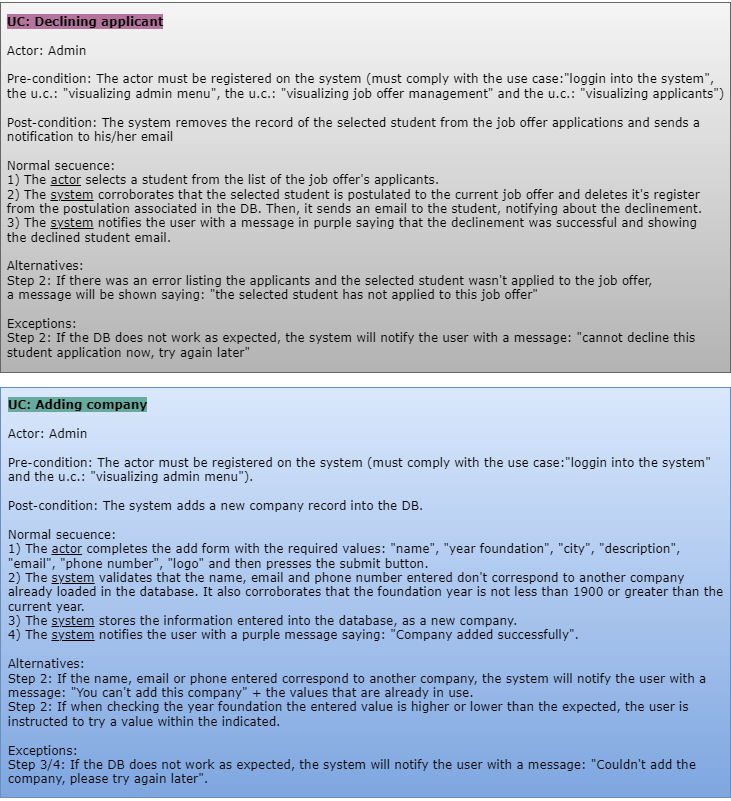 UC: Declining applicant
Actor: Admin
Pre-condition: The actor must be registered on the system (must comply with the use case:"loggin into the system",
the u.c.: "visualizing admin menu", the u.c.: "visualizing job offer management" and the u.c.: "visualizing applicants")
Post-condition: The system removes the record of the selected student from the job offer applications and sends a
notification to his/her email
Normal secuence:
1) The actor selects a student from the list of the job offer's applicants.
2) The system corroborates that the selected student is postulated to the current job offer and deletes it's register
from the postulation associated in the DB. Then, it sends an email to the student, notifying about the declinement.
3) The system notifies the user with a message in purple saying that the declinement was successful and showing
the declined student email.
Alternatives:
Step 2: If there was an error listing the applicants and the selected student wasn't applied to the job offer,
a message will be shown saying: "the selected student has not applied to this job offer"
Exceptions:
Step 2: If the DB does not work as expected, the system will notify the user with a message: "cannot decline this
student application now, try again later"
UC: Adding company
Actor: Admin
Pre-condition: The actor must be registered on the system (must comply with the use case:"loggin into the system"
and the u.c.: "visualizing admin menu").
Post-condition: The system adds a new company record into the DB.
Normal secuence:
1) The actor completes the add form with the required values: "name", "year foundation", "city", "description",
"email", "phone number", "logo" and then presses the submit button.
2) The system validates that the name, email and phone number entered don't correspond to another company
already loaded in the database. It also corroborates that the foundation year is not less than 1900 or greater than the
current year.
3) The system stores the information entered into the database, as a new company.
4) The system notifies the user with a purple message saying: "Company added successfully".
Alternatives:
Step 2: If the name, email or phone entered correspond to another company, the system will notify the user with a
message: "You can't add this company" + the values that are already in use.
Step 2: If when checking the year foundation the entered value is higher or lower than the expected, the user is
instructed to try a value within the indicated.
Exceptions:
Step 3/4: If the DB does not work as expected, the system will notify the user with a message: "Couldn't add the
company, please try again later".